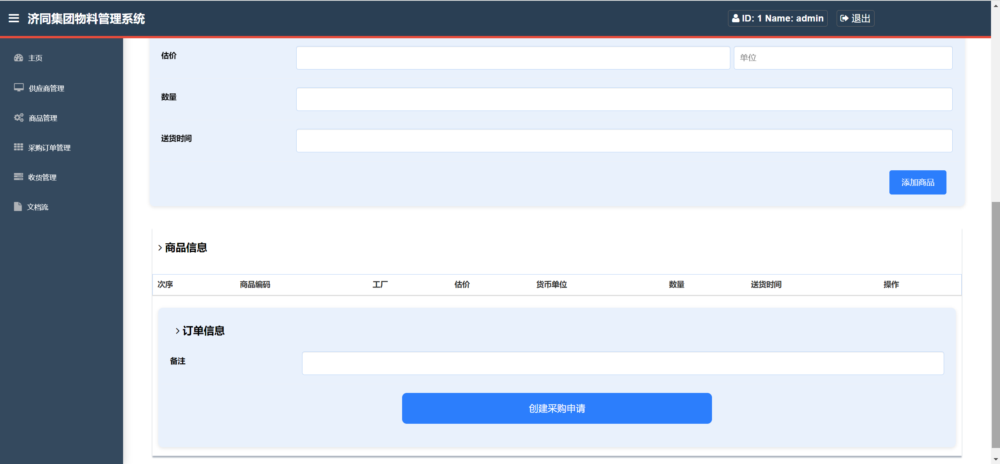 济同集团物料管理系统
ID: 1 Name: admin
退出
主页
供应商管理
商品管理
采购订单管理
收货管理
文档流
估价
单位
数量
送货时间
添加商品
商品信息
次序 商品编码 工厂 估价 货币单位 数量 送货时间 操作
订单信息
备注
创建采购申请